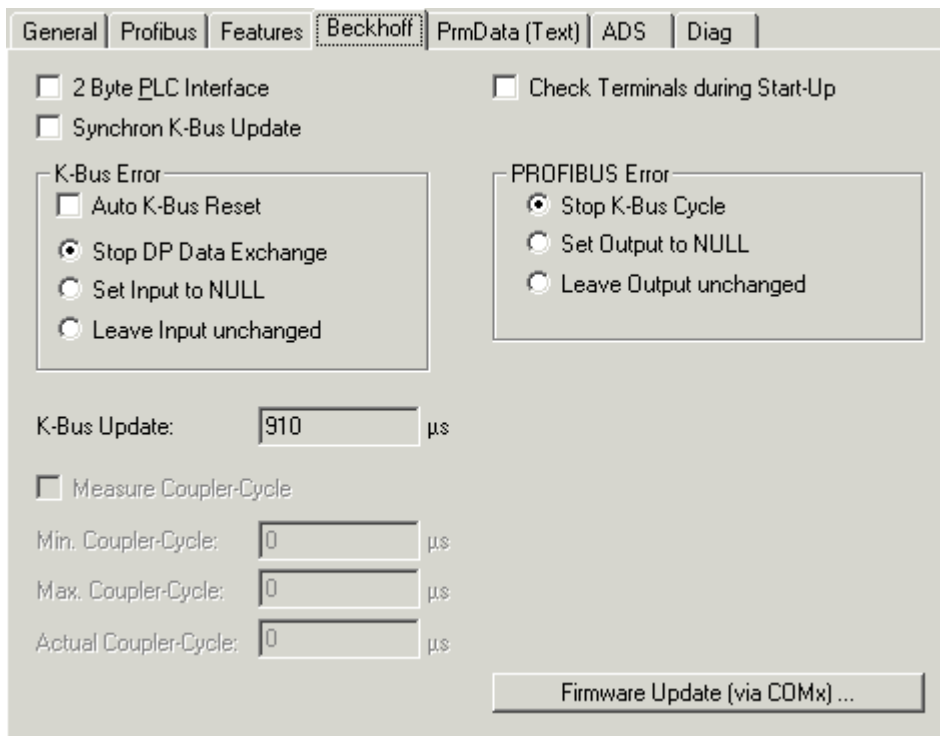 General Profibus Features Beckhoff PrmData (Text) ADS Diag
2 Byte PLC Interface
Check Terminals during Start-Up
Synchron K-Bus Update
K-Bus Error
Auto K-Bus Reset
Stop DP Data Exchange
Set Input to NULL
Leave Input unchanged
PROFIBUS Error
Stop K-Bus Cycle
Set Output to NULL
Leave Output unchanged
K-Bus Update: 910 µs
Measure Coupler-Cycle
Min. Coupler-Cycle: 0 µs
Max. Coupler-Cycle: 0 µs
Actual Coupler-Cycle: 0 µs
Firmware Update (via COMx) ...